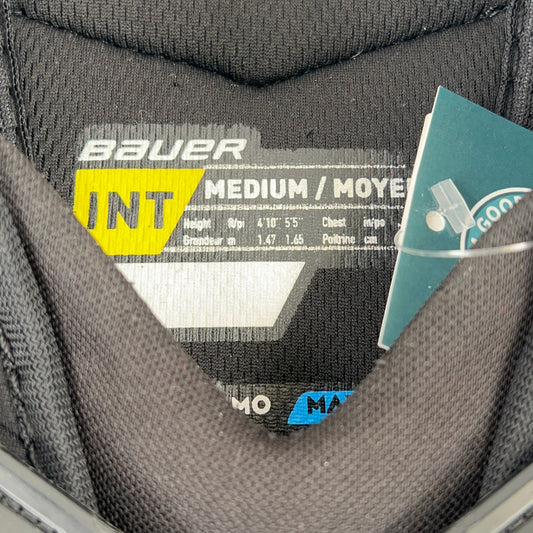 BAUER
INT MEDIUM / MOYE
Height ft/pi 4'10" 5'5" Chest in/po
Grandeur m 1.47 1.65 Poitrine cm
MO MA
GOOD